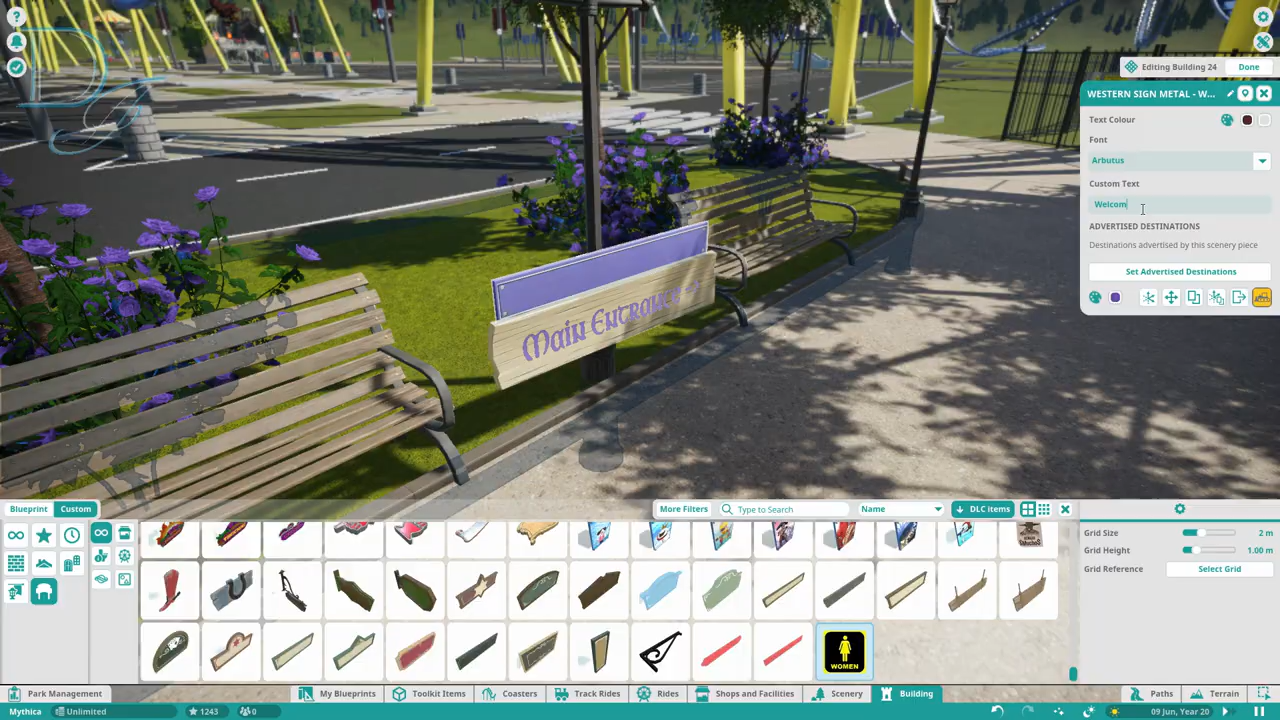 Editing Building 24
Done
WESTERN SIGN METAL - W...
Text Colour
Font
Arbutus
Custom Text
Welcom
ADVERTISED DESTINATIONS
Destinations advertised by this scenery piece
Set Advertised Destinations
Main Entrance →
Blueprint
Custom
More Filters
Type to Search
Name
DLC items
Grid Size
2 m
Grid Height
1.00 m
Grid Reference
Select Grid
WOMEN
Park Management
My Blueprints
Toolkit Items
Coasters
Track Rides
Rides
Shops and Facilities
Scenery
Building
Paths
Terrain
Mythica
Unlimited
1243
0
09 Jun, Year 20